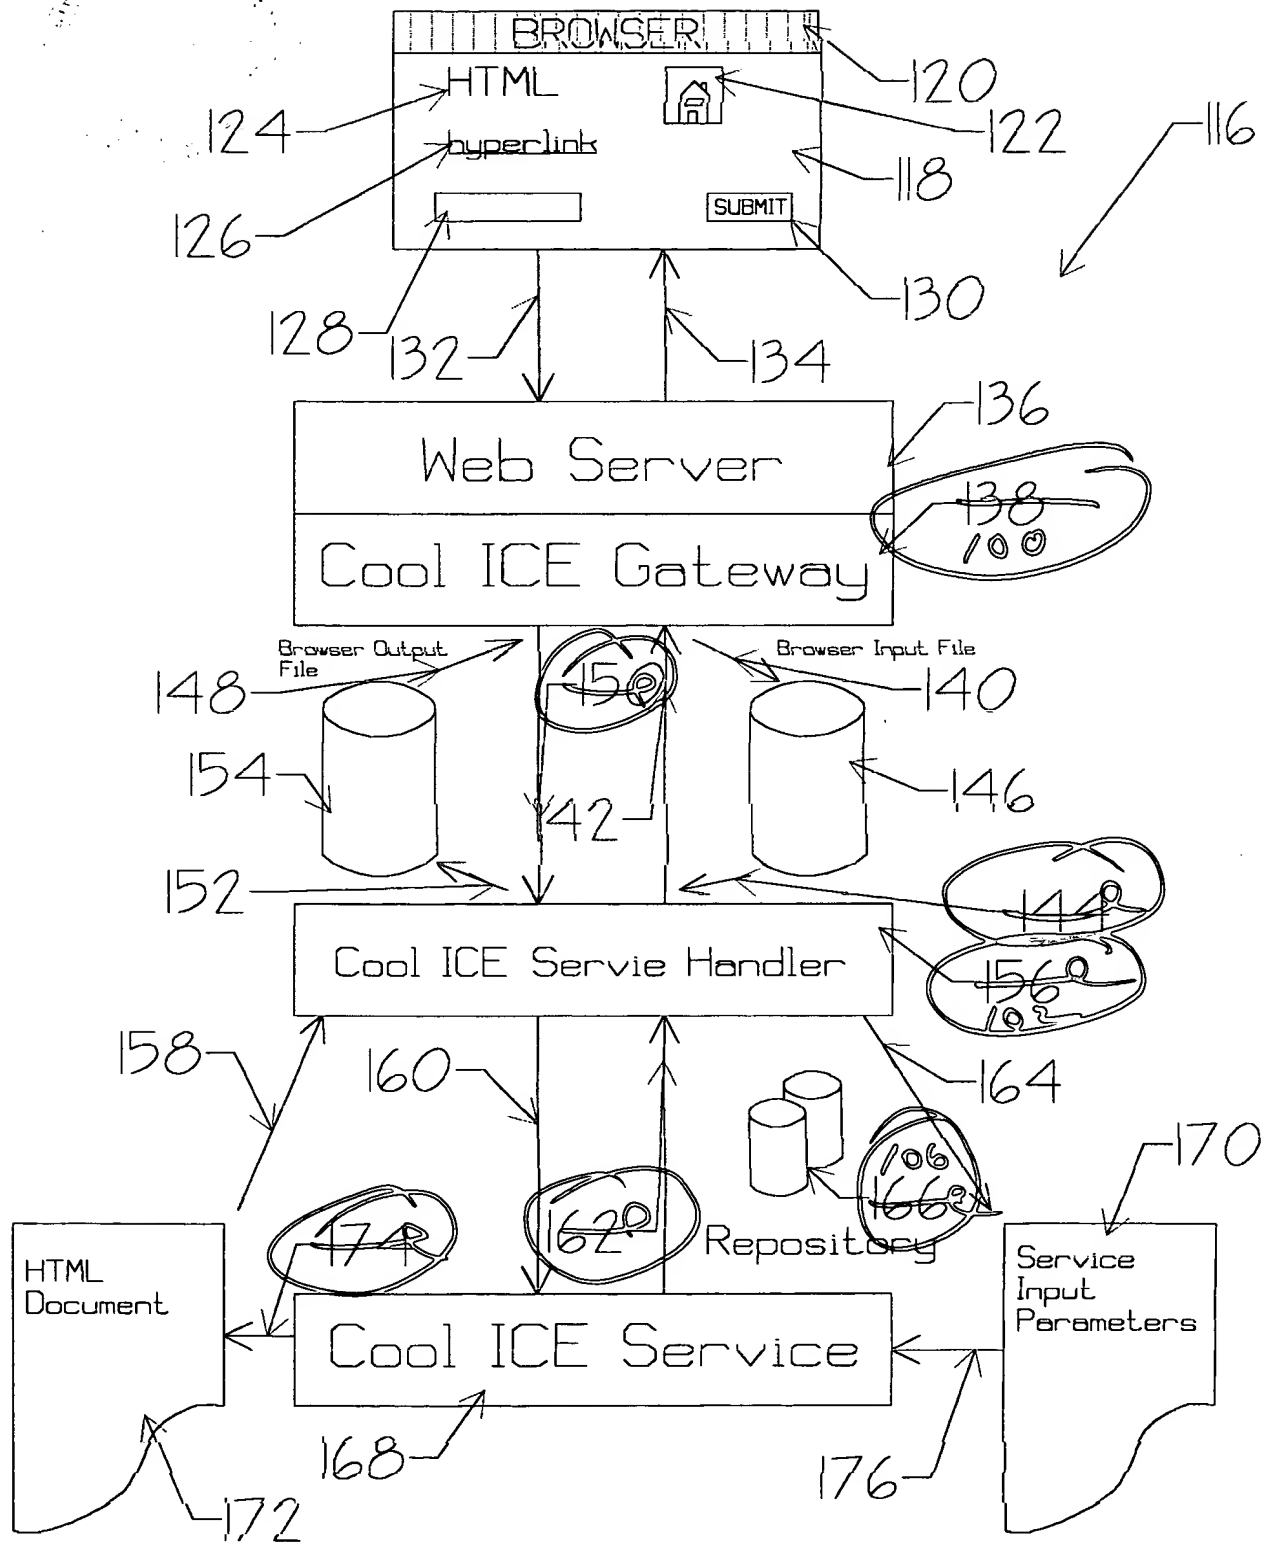 BROWSER
120
HTML
124
122
116
hyperlink
118
126
SUBMIT
130
128
132
134
136
Web Server
138
100
Cool ICE Gateway
Browser Output
File
Browser Input File
148
140
154
142
146
152
144
Cool ICE Servie Handler
156
158
160
164
106
170
166
174
162
Repository
HTML
Document
Service
Input
Parameters
Cool ICE Service
168
176
172